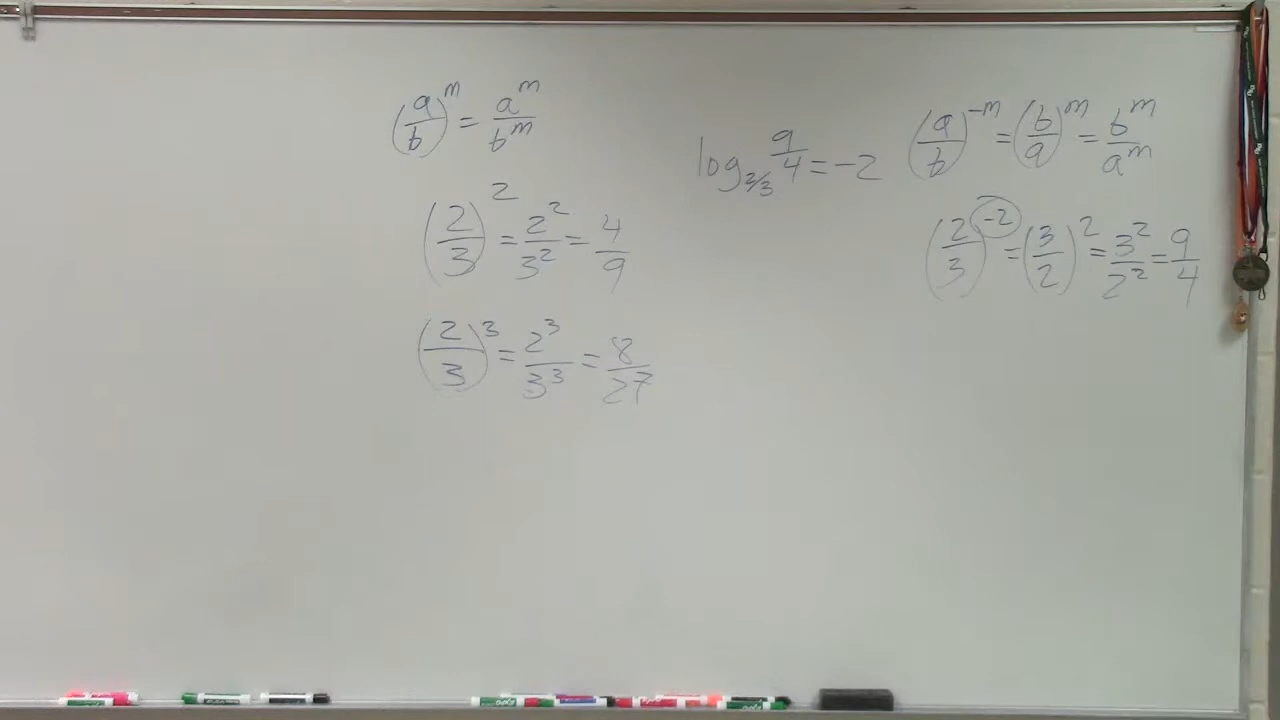 (a/b)^m = a^m/b^m
(2/3)^2 = 2^2/3^2 = 4/9
(2/3)^3 = 2^3/3^3 = 8/27
log_{2/3} 9/4 = -2
(a/b)^{-m} = (b/a)^m = b^m/a^m
(2/3)^{-2} = (3/2)^2 = 3^2/2^2 = 9/4